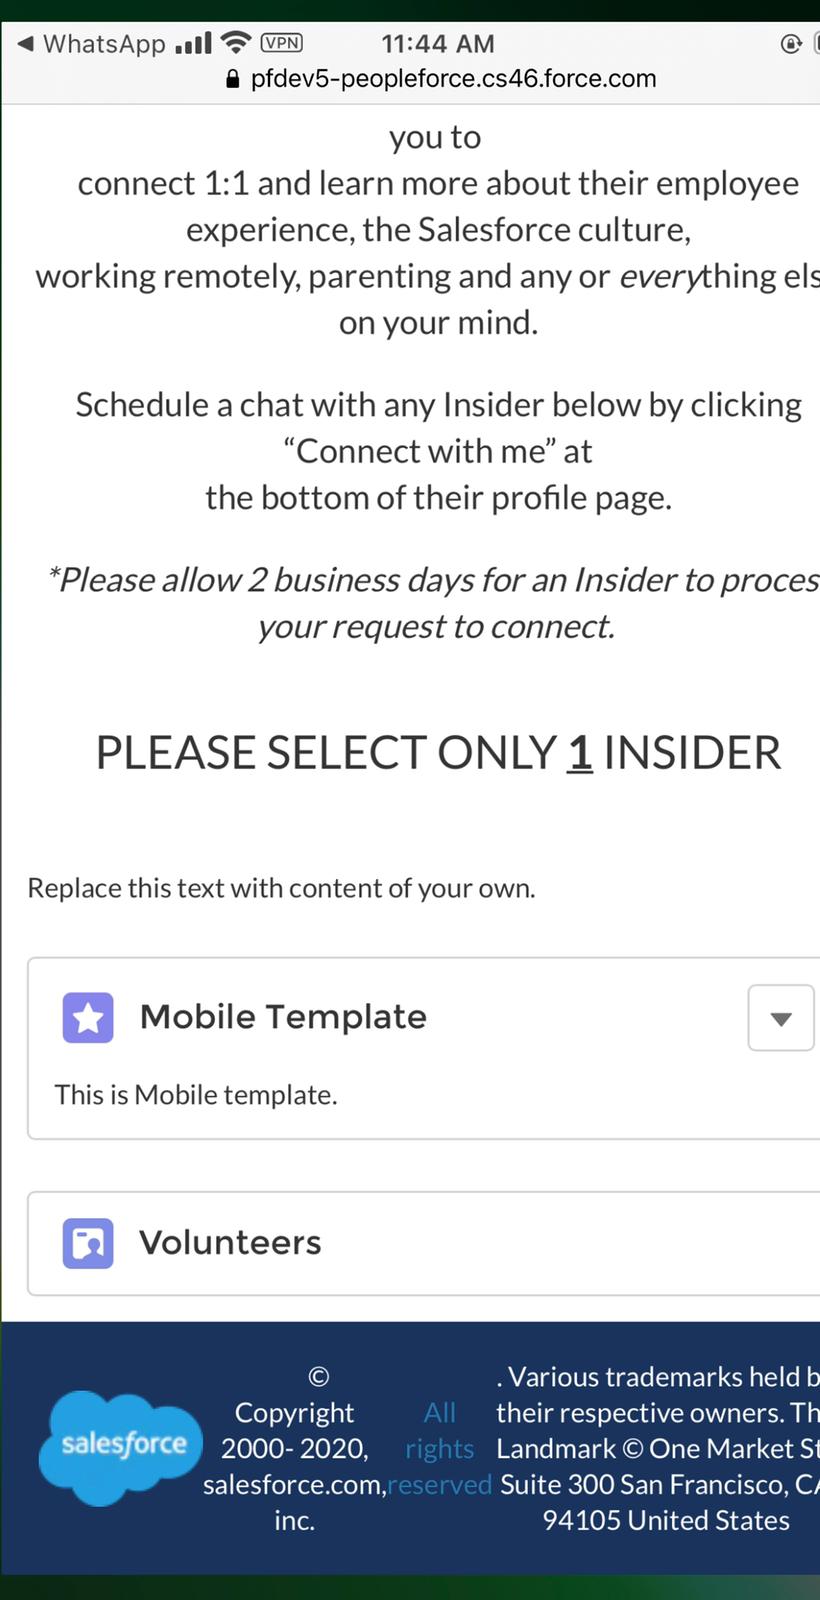 ◀ WhatsApp VPN 11:44 AM
pfdev5-peopleforce.cs46.force.com
you to
connect 1:1 and learn more about their employee
experience, the Salesforce culture,
working remotely, parenting and any or everything els
on your mind.
Schedule a chat with any Insider below by clicking
“Connect with me” at
the bottom of their profile page.
*Please allow 2 business days for an Insider to proces
your request to connect.
PLEASE SELECT ONLY 1 INSIDER
Replace this text with content of your own.
Mobile Template
This is Mobile template.
Volunteers
salesforce
©
Copyright
2000- 2020,
salesforce.com,
inc.
All
rights
reserved
. Various trademarks held b
their respective owners. Th
Landmark © One Market St
Suite 300 San Francisco, CA
94105 United States